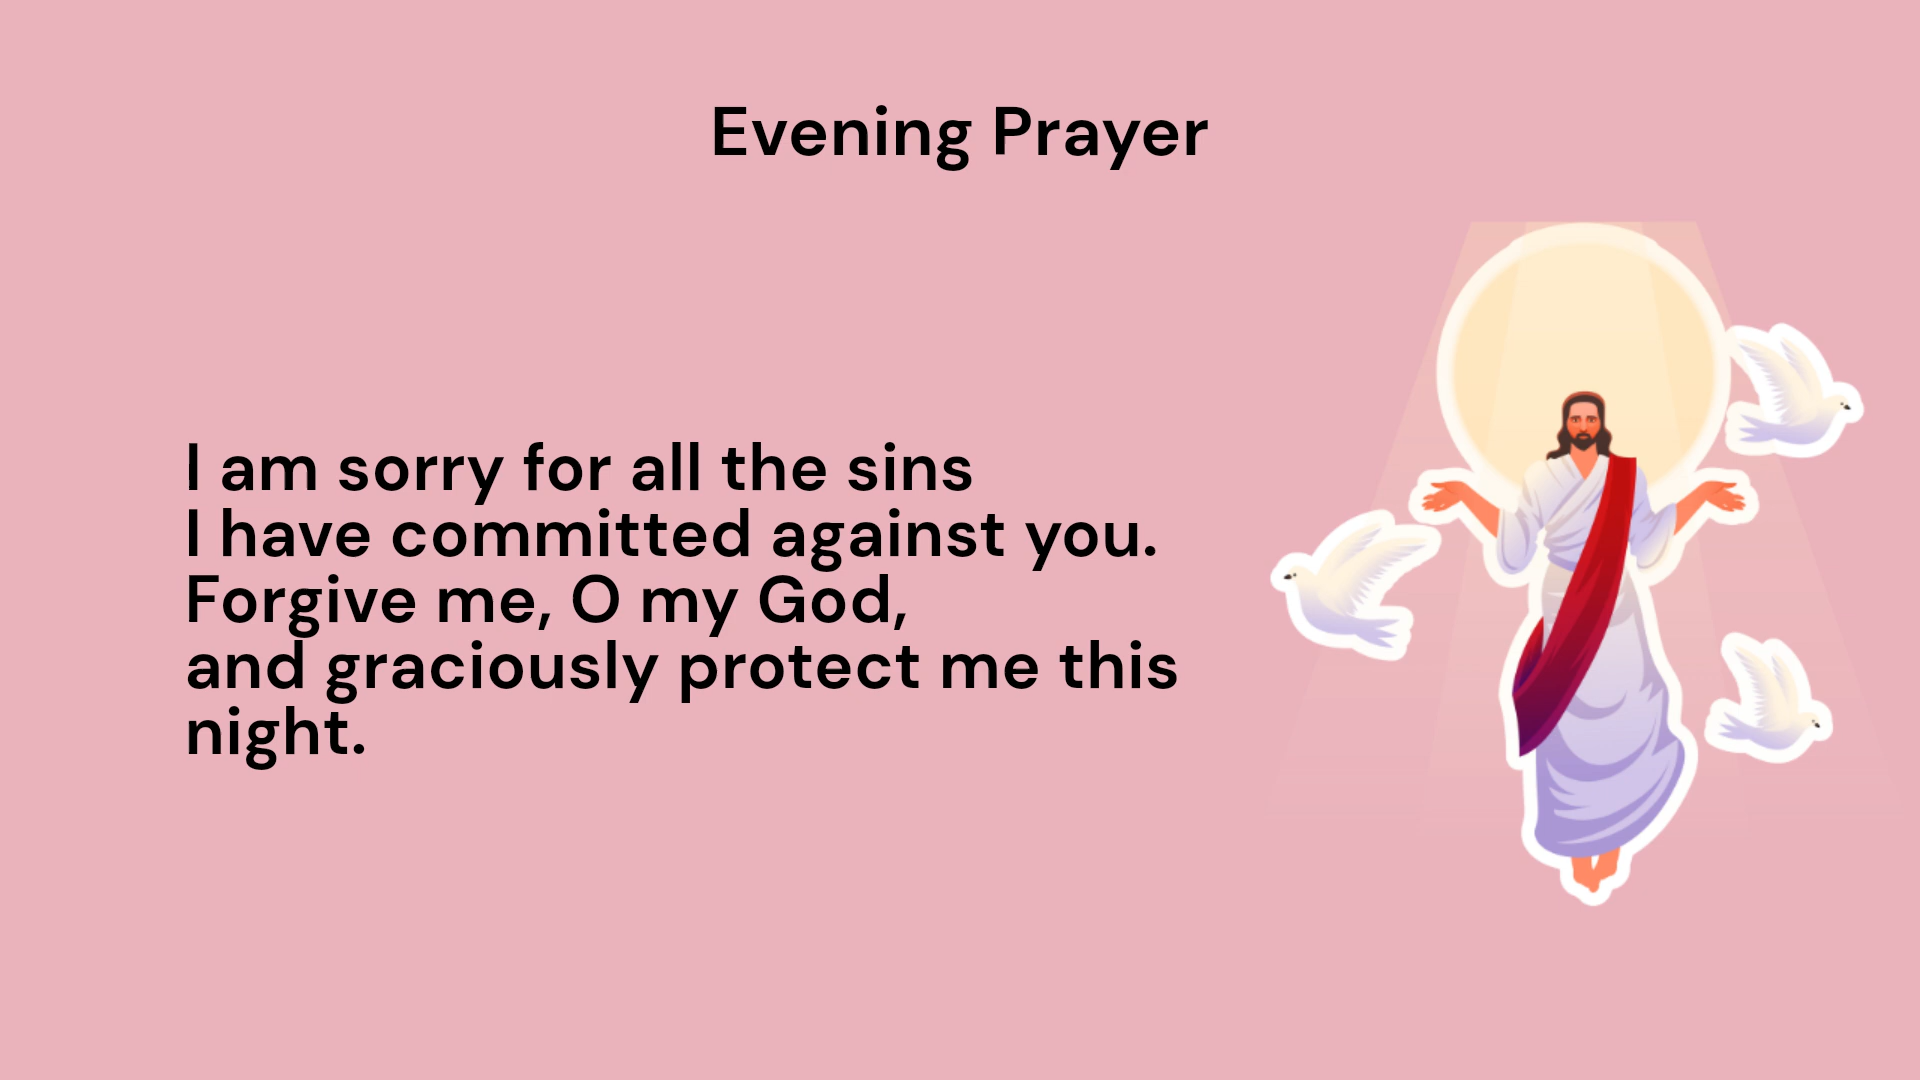 Evening Prayer
I am sorry for all the sins
I have committed against you.
Forgive me, O my God,
and graciously protect me this
night.